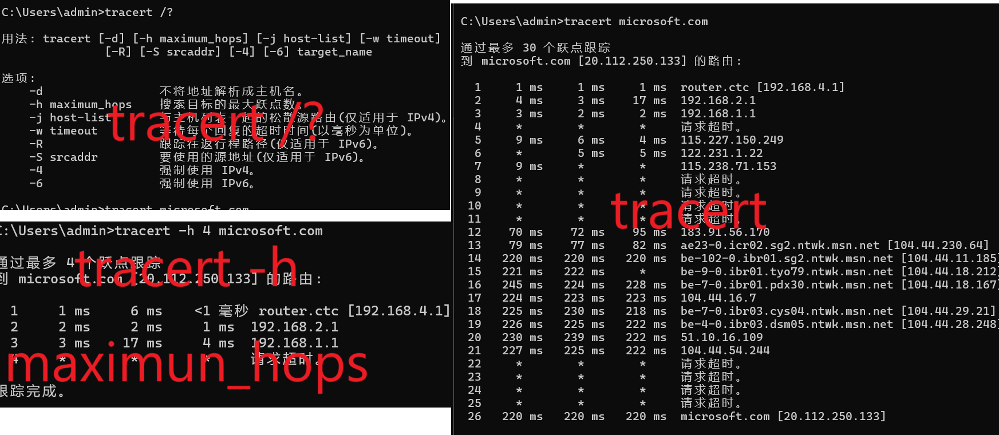 C:\Users\admin>tracert /?
用法: tracert [-d] [-h maximum_hops] [-j host-list] [-w timeout]
[-R] [-S srcaddr] [-4] [-6] target_name
选项:
-d 不将地址解析成主机名。
-h maximum_hops 搜索目标的最大跃点数。
-j host-list 与主机列表一起的松散源路由(仅适用于 IPv4)。
-w timeout 等待每个回复的超时时间(以毫秒为单位)。
-R 跟踪往返行程路径(仅适用于 IPv6)。
-S srcaddr 要使用的源地址(仅适用于 IPv6)。
-4 强制使用 IPv4。
-6 强制使用 IPv6。
tracert /?
C:\Users\admin>tracert microsoft.com
C:\Users\admin>tracert -h 4 microsoft.com
通过最多 4 个跃点跟踪
到 microsoft.com [20.112.250.133] 的路由:
tracert -h
1 1 ms 6 ms <1 毫秒 router.ctc [192.168.4.1]
2 2 ms 2 ms 1 ms 192.168.2.1
3 3 ms 17 ms 4 ms 192.168.1.1
4 * * * 请求超时。
maximun_hops
跟踪完成。
C:\Users\admin>tracert microsoft.com
通过最多 30 个跃点跟踪
到 microsoft.com [20.112.250.133] 的路由:
1 1 ms 1 ms 1 ms router.ctc [192.168.4.1]
2 4 ms 3 ms 17 ms 192.168.2.1
3 3 ms 2 ms 2 ms 192.168.1.1
4 * * * 请求超时。
5 9 ms 6 ms 4 ms 115.227.150.249
6 * 5 ms 5 ms 122.231.1.22
7 9 ms * * 115.238.71.153
8 * * * 请求超时。
9 * * * 请求超时。
10 * * * 请求超时。
11 * * * 请求超时。
tracert
12 70 ms 72 ms 95 ms 183.91.56.170
13 79 ms 77 ms 82 ms ae23-0.icr02.sg2.ntwk.msn.net [104.44.230.64]
14 220 ms 220 ms 220 ms be-102-0.ibr01.sg2.ntwk.msn.net [104.44.11.185]
15 221 ms 222 ms * be-9-0.ibr01.tyo79.ntwk.msn.net [104.44.18.212]
16 245 ms 224 ms 228 ms be-7-0.ibr01.pdx30.ntwk.msn.net [104.44.18.167]
17 224 ms 223 ms 223 ms 104.44.16.7
18 225 ms 230 ms 218 ms be-7-0.ibr03.cys04.ntwk.msn.net [104.44.29.21]
19 226 ms 225 ms 222 ms be-4-0.ibr03.dsm05.ntwk.msn.net [104.44.28.248]
20 230 ms 239 ms 222 ms 51.10.16.109
21 227 ms 225 ms 222 ms 104.44.54.244
22 * * * 请求超时。
23 * * * 请求超时。
24 * * * 请求超时。
25 * * * 请求超时。
26 220 ms 220 ms 220 ms microsoft.com [20.112.250.133]